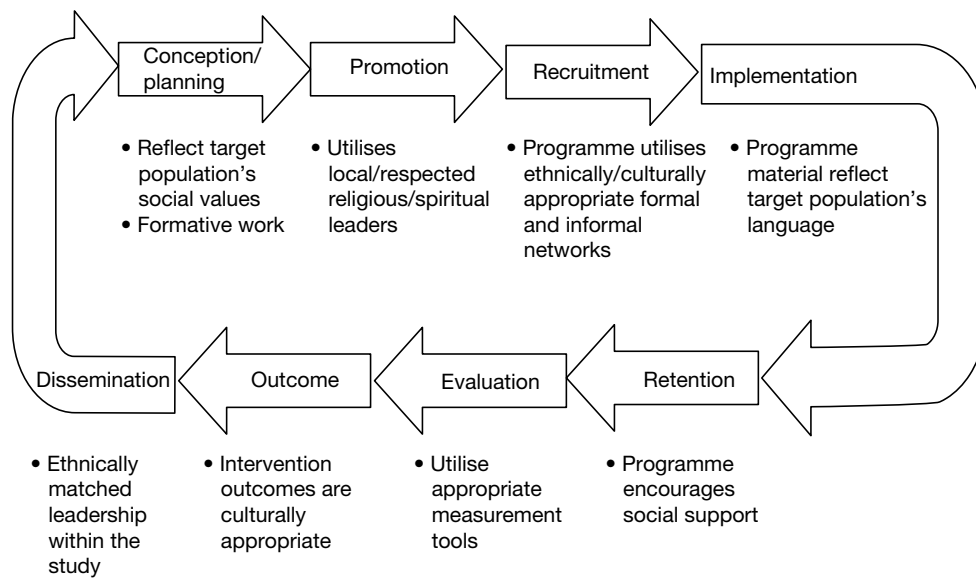 Conception/
planning
Promotion
Recruitment
Implementation
• Reflect target
population’s
social values
• Formative work
• Utilises
local/respected
religious/spiritual
leaders
• Programme utilises
ethnically/culturally
appropriate formal
and informal
networks
• Programme
material reflect
target population’s
language
Dissemination
Outcome
Evaluation
Retention
• Ethnically
matched
leadership
within the
study
• Intervention
outcomes are
culturally
appropriate
• Utilise
appropriate
measurement
tools
• Programme
encourages
social support